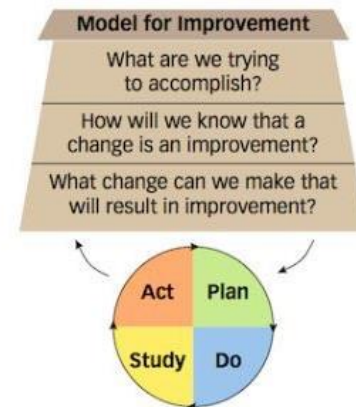 Model for Improvement
What are we trying
to accomplish?
How will we know that a
change is an improvement?
What change can we make that
will result in improvement?
Act
Plan
Study
Do